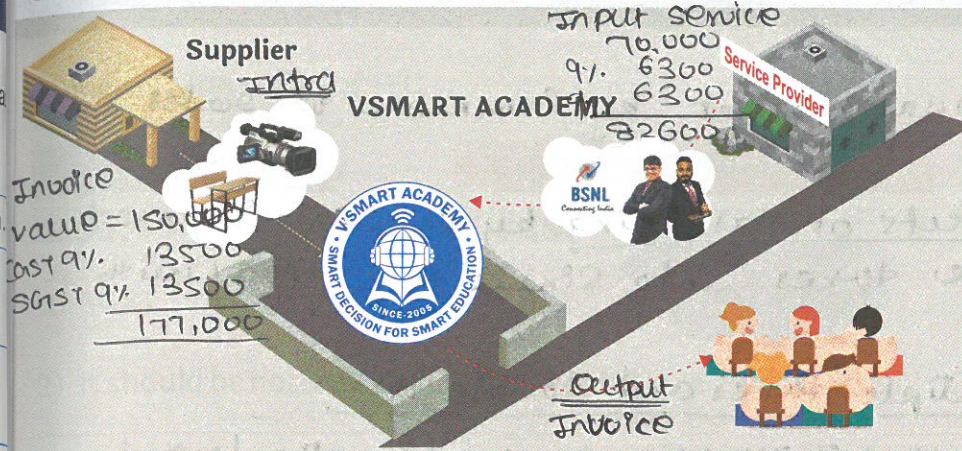 Input service
70,000
9%. 6300
9%. 6300
82600
Supplier
Intra
VSMART ACADEMY
Service Provider
BSNL
Connecting India
Invoice
value = 150,000
CGST 9%. 13500
SGST 9% 13500
177,000
V'SMART ACADEMY
SINCE-2005
SMART DECISION FOR SMART EDUCATION
Output
Invoice